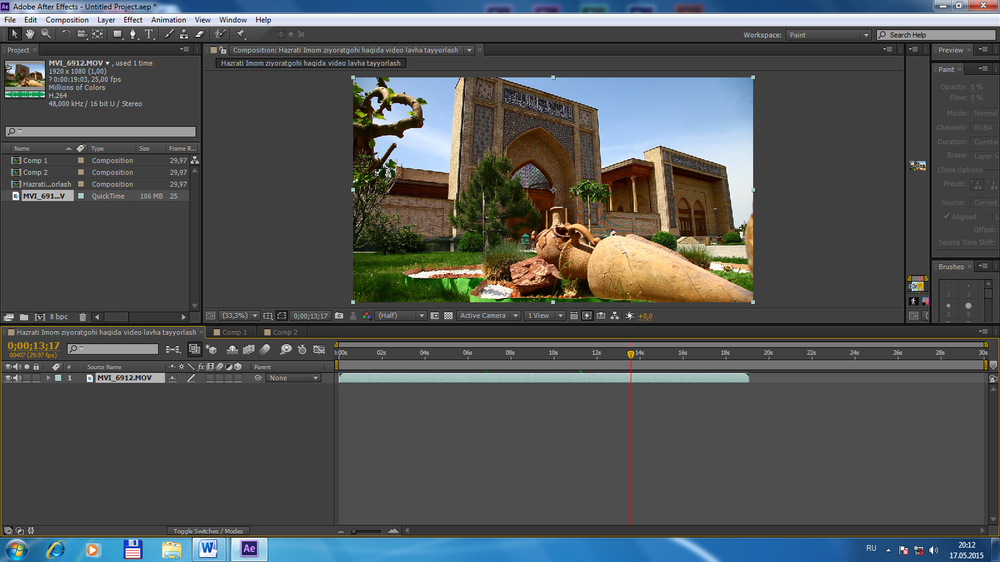 Adobe After Effects - Untitled Project.aep *
File Edit Composition Layer Effect Animation View Window Help
Workspace: Paint Search Help
Project
MVI_6912.MOV ▼ , used 1 time
1920 x 1080 (1,00)
? 0:00:19:03, 25,00 fps
Millions of Colors
H.264
48,000 kHz / 16 bit U / Stereo
Name Type Size Frame R...
Comp 1 Composition 29,97
Comp 2 Composition 29,97
Hazrati...orlash Composition 29,97
MVI_691...V QuickTime 106 MB 25
8 bpc
Composition: Hazrati Imom ziyoratgohi haqida video lavha tayyorlash
Hazrati Imom ziyoratgohi haqida video lavha tayyorlash
(33,3%) 0;00;13;17 (Half) Active Camera 1 View +0,0
Preview
Paint
Opacity: 0 %
Flow: 0 %
Mode: Normal
Channels: RGBA
Duration: Constar
Erase: Layer S
Clone Options
Preset:
Source: Current
Aligned L
Offset:
Source Time Shift:
Brushes
1 3
5 9
Hazrati Imom ziyoratgohi haqida video lavha tayyorlash Comp 1 Comp 2
0;00;13;17
00407 (29.97 fps)
0:00s 02s 04s 06s 08s 10s 12s 14s 16s 18s 20s 22s 24s 26s 28s 30s
# Source Name Parent
1 MVI_6912.MOV None
Toggle Switches / Modes
Ae
RU
20:12
17.05.2015